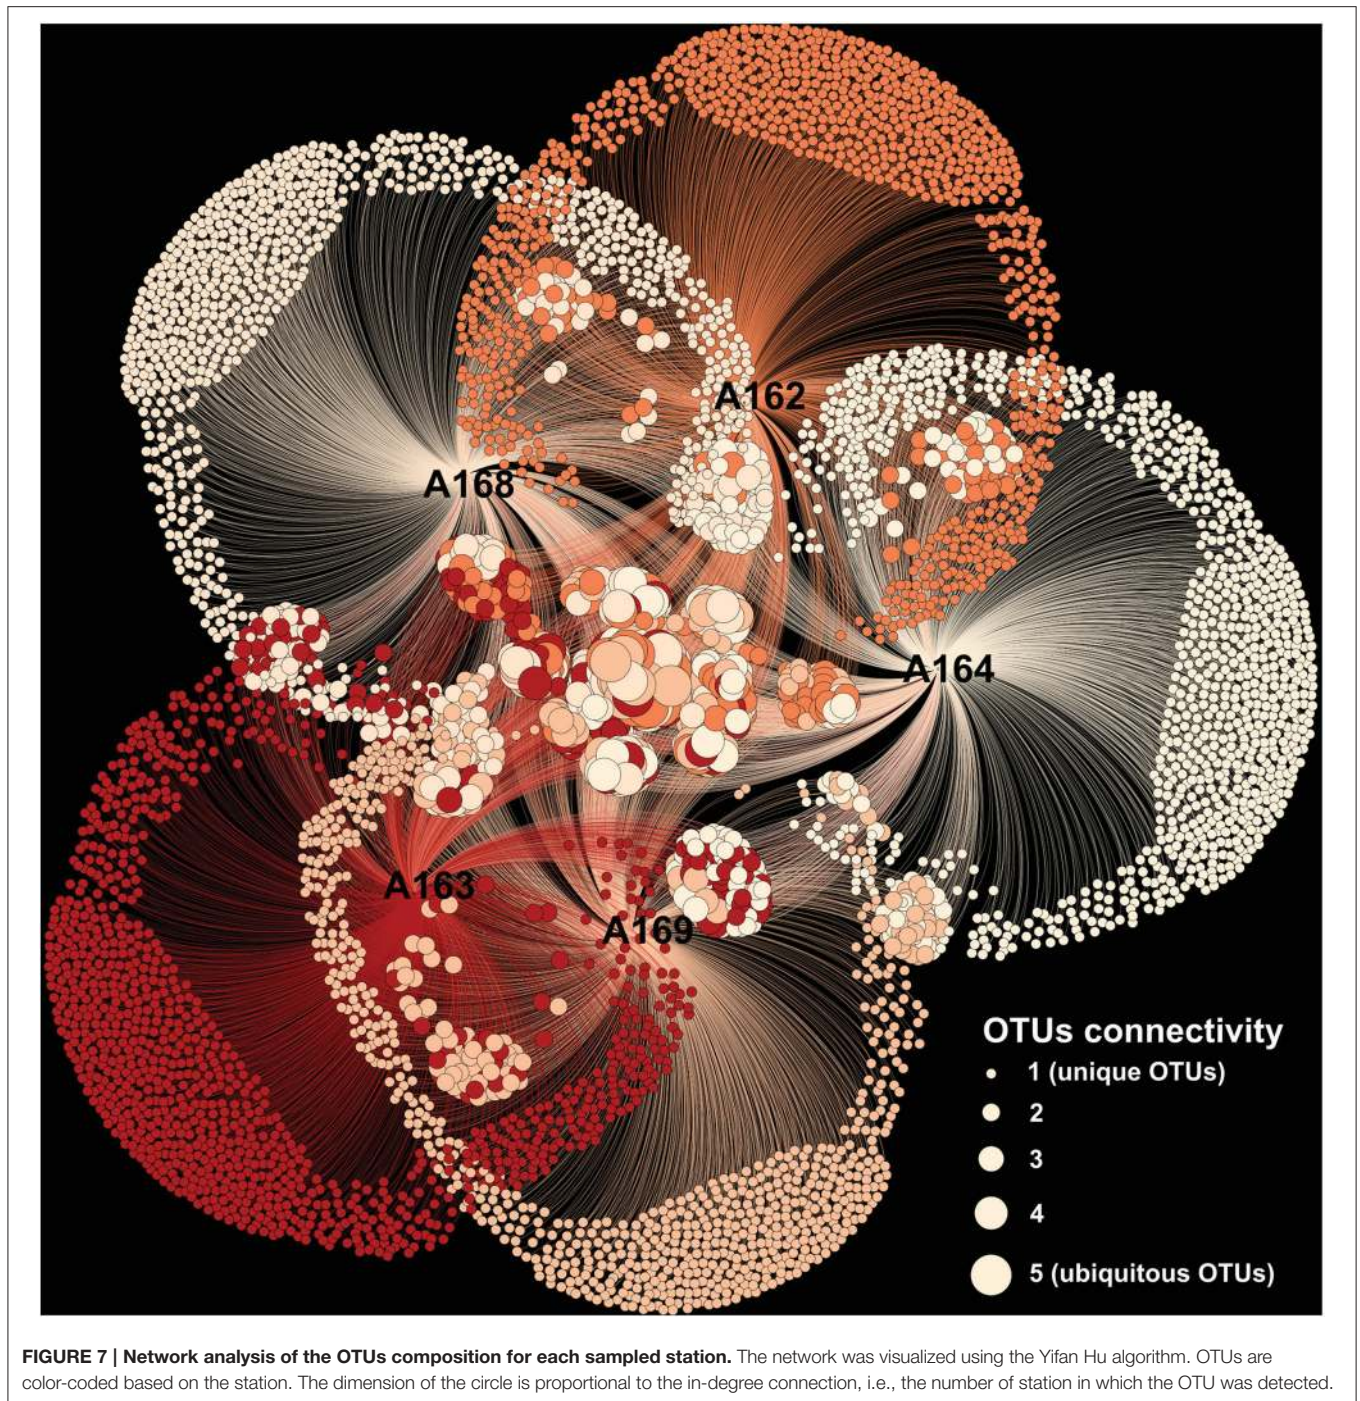 A162
A168
A164
A163
A169
OTUs connectivity
1 (unique OTUs)
2
3
4
5 (ubiquitous OTUs)
FIGURE 7 | Network analysis of the OTUs composition for each sampled station. The network was visualized using the Yifan Hu algorithm. OTUs are
color-coded based on the station. The dimension of the circle is proportional to the in-degree connection, i.e., the number of station in which the OTU was detected.